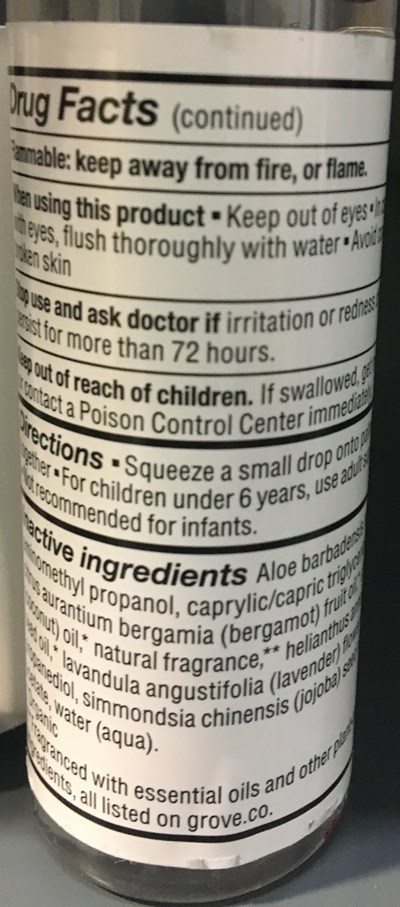 Drug Facts (continued)
Flammable: keep away from fire, or flame.
When using this product ▪ Keep out of eyes ▪ In
with eyes, flush thoroughly with water ▪ Avoid
broken skin
Stop use and ask doctor if irritation or redness
persist for more than 72 hours.
Keep out of reach of children. If swallowed, get
or contact a Poison Control Center immediate
Directions ▪ Squeeze a small drop onto
together ▪ For children under 6 years, use adult
Not recommended for infants.
Inactive ingredients Aloe barbadensis
aminomethyl propanol, caprylic/capric triglyce
citrus aurantium bergamia (bergamot) fruit oil
(coconut) oil,* natural fragrance,** helianthus
seed oil,* lavandula angustifolia (lavender)
propanediol, simmondsia chinensis (jojoba)
water (aqua).
organic
fragranced with essential oils and other plant
ingredients, all listed on grove.co.